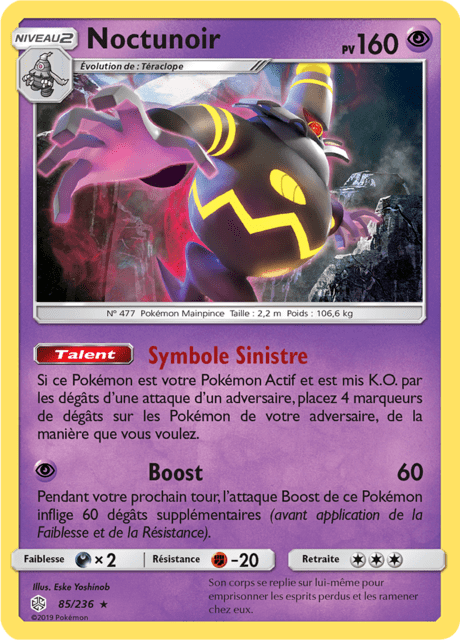 NIVEAU 2 Noctunoir PV 160
Évolution de : Téraclope
N° 477 Pokémon Mainpince Taille : 2,2 m Poids : 106,6 kg
Talent Symbole Sinistre
Si ce Pokémon est votre Pokémon Actif et est mis K.O. par
les dégâts d'une attaque d'un adversaire, placez 4 marqueurs
de dégâts sur les Pokémon de votre adversaire, de la
manière que vous voulez.
Boost 60
Pendant votre prochain tour, l'attaque Boost de ce Pokémon
inflige 60 dégâts supplémentaires (avant application de la
Faiblesse et de la Résistance).
Faiblesse ×2 Résistance -20 Retraite
Illus. Eske Yoshinob
Son corps se replie sur lui-même pour
emprisonner les esprits perdus et les ramener
chez eux.
85/236 ★
©2019 Pokémon